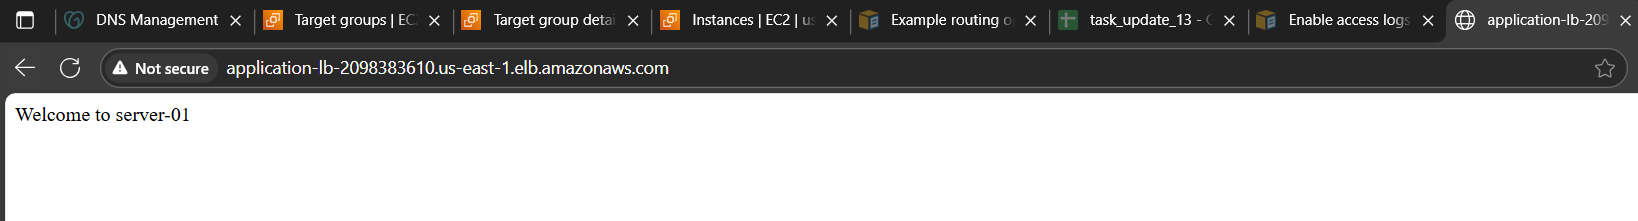 DNS Management
Target groups | EC
Target group detai
Instances | EC2 | us
Example routing o
task_update_13 - G
Enable access logs
application-lb-209
Not secure
application-lb-2098383610.us-east-1.elb.amazonaws.com
Welcome to server-01